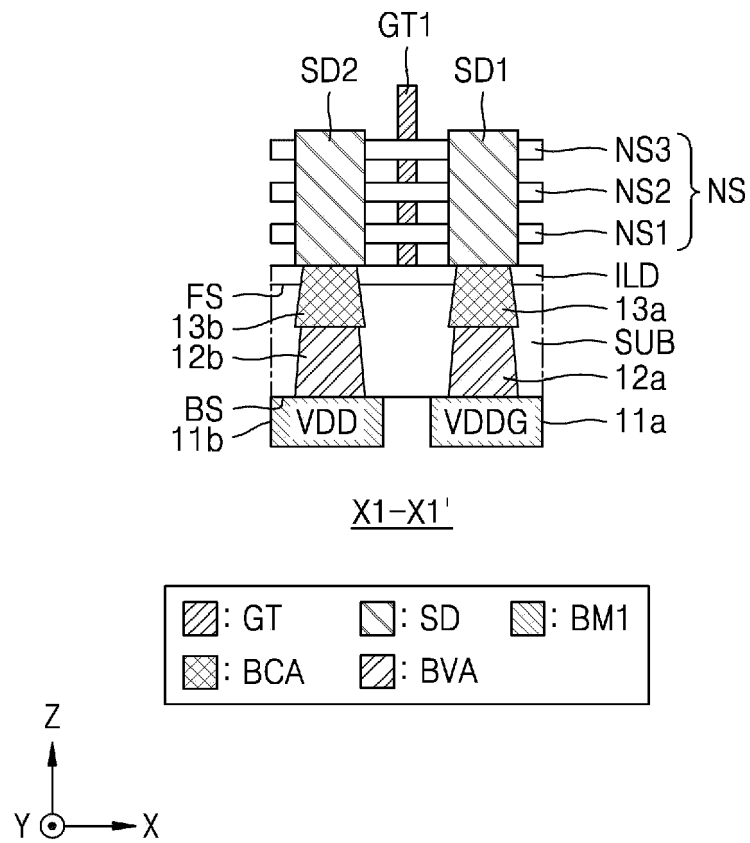 GT1
SD2
SD1
NS3
NS2
NS
NS1
ILD
FS
13b
13a
12b
SUB
12a
BS
11b
VDD
VDDG
11a
X1-X1'
: GT
: SD
: BM1
: BCA
: BVA
Z
Y
X